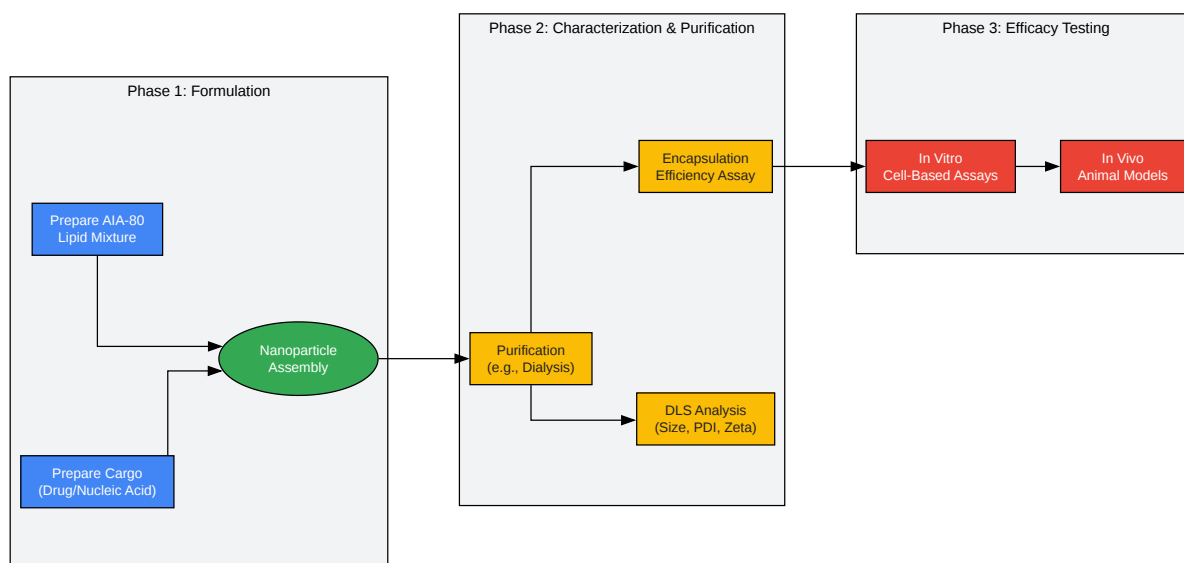 Phase 1: Formulation
Prepare AIA-80
Lipid Mixture
Prepare Cargo
(Drug/Nucleic Acid)
Nanoparticle
Assembly
Phase 2: Characterization & Purification
Purification
(e.g., Dialysis)
Encapsulation
Efficiency Assay
DLS Analysis
(Size, PDI, Zeta)
Phase 3: Efficacy Testing
In Vitro
Cell-Based Assays
In Vivo
Animal Models